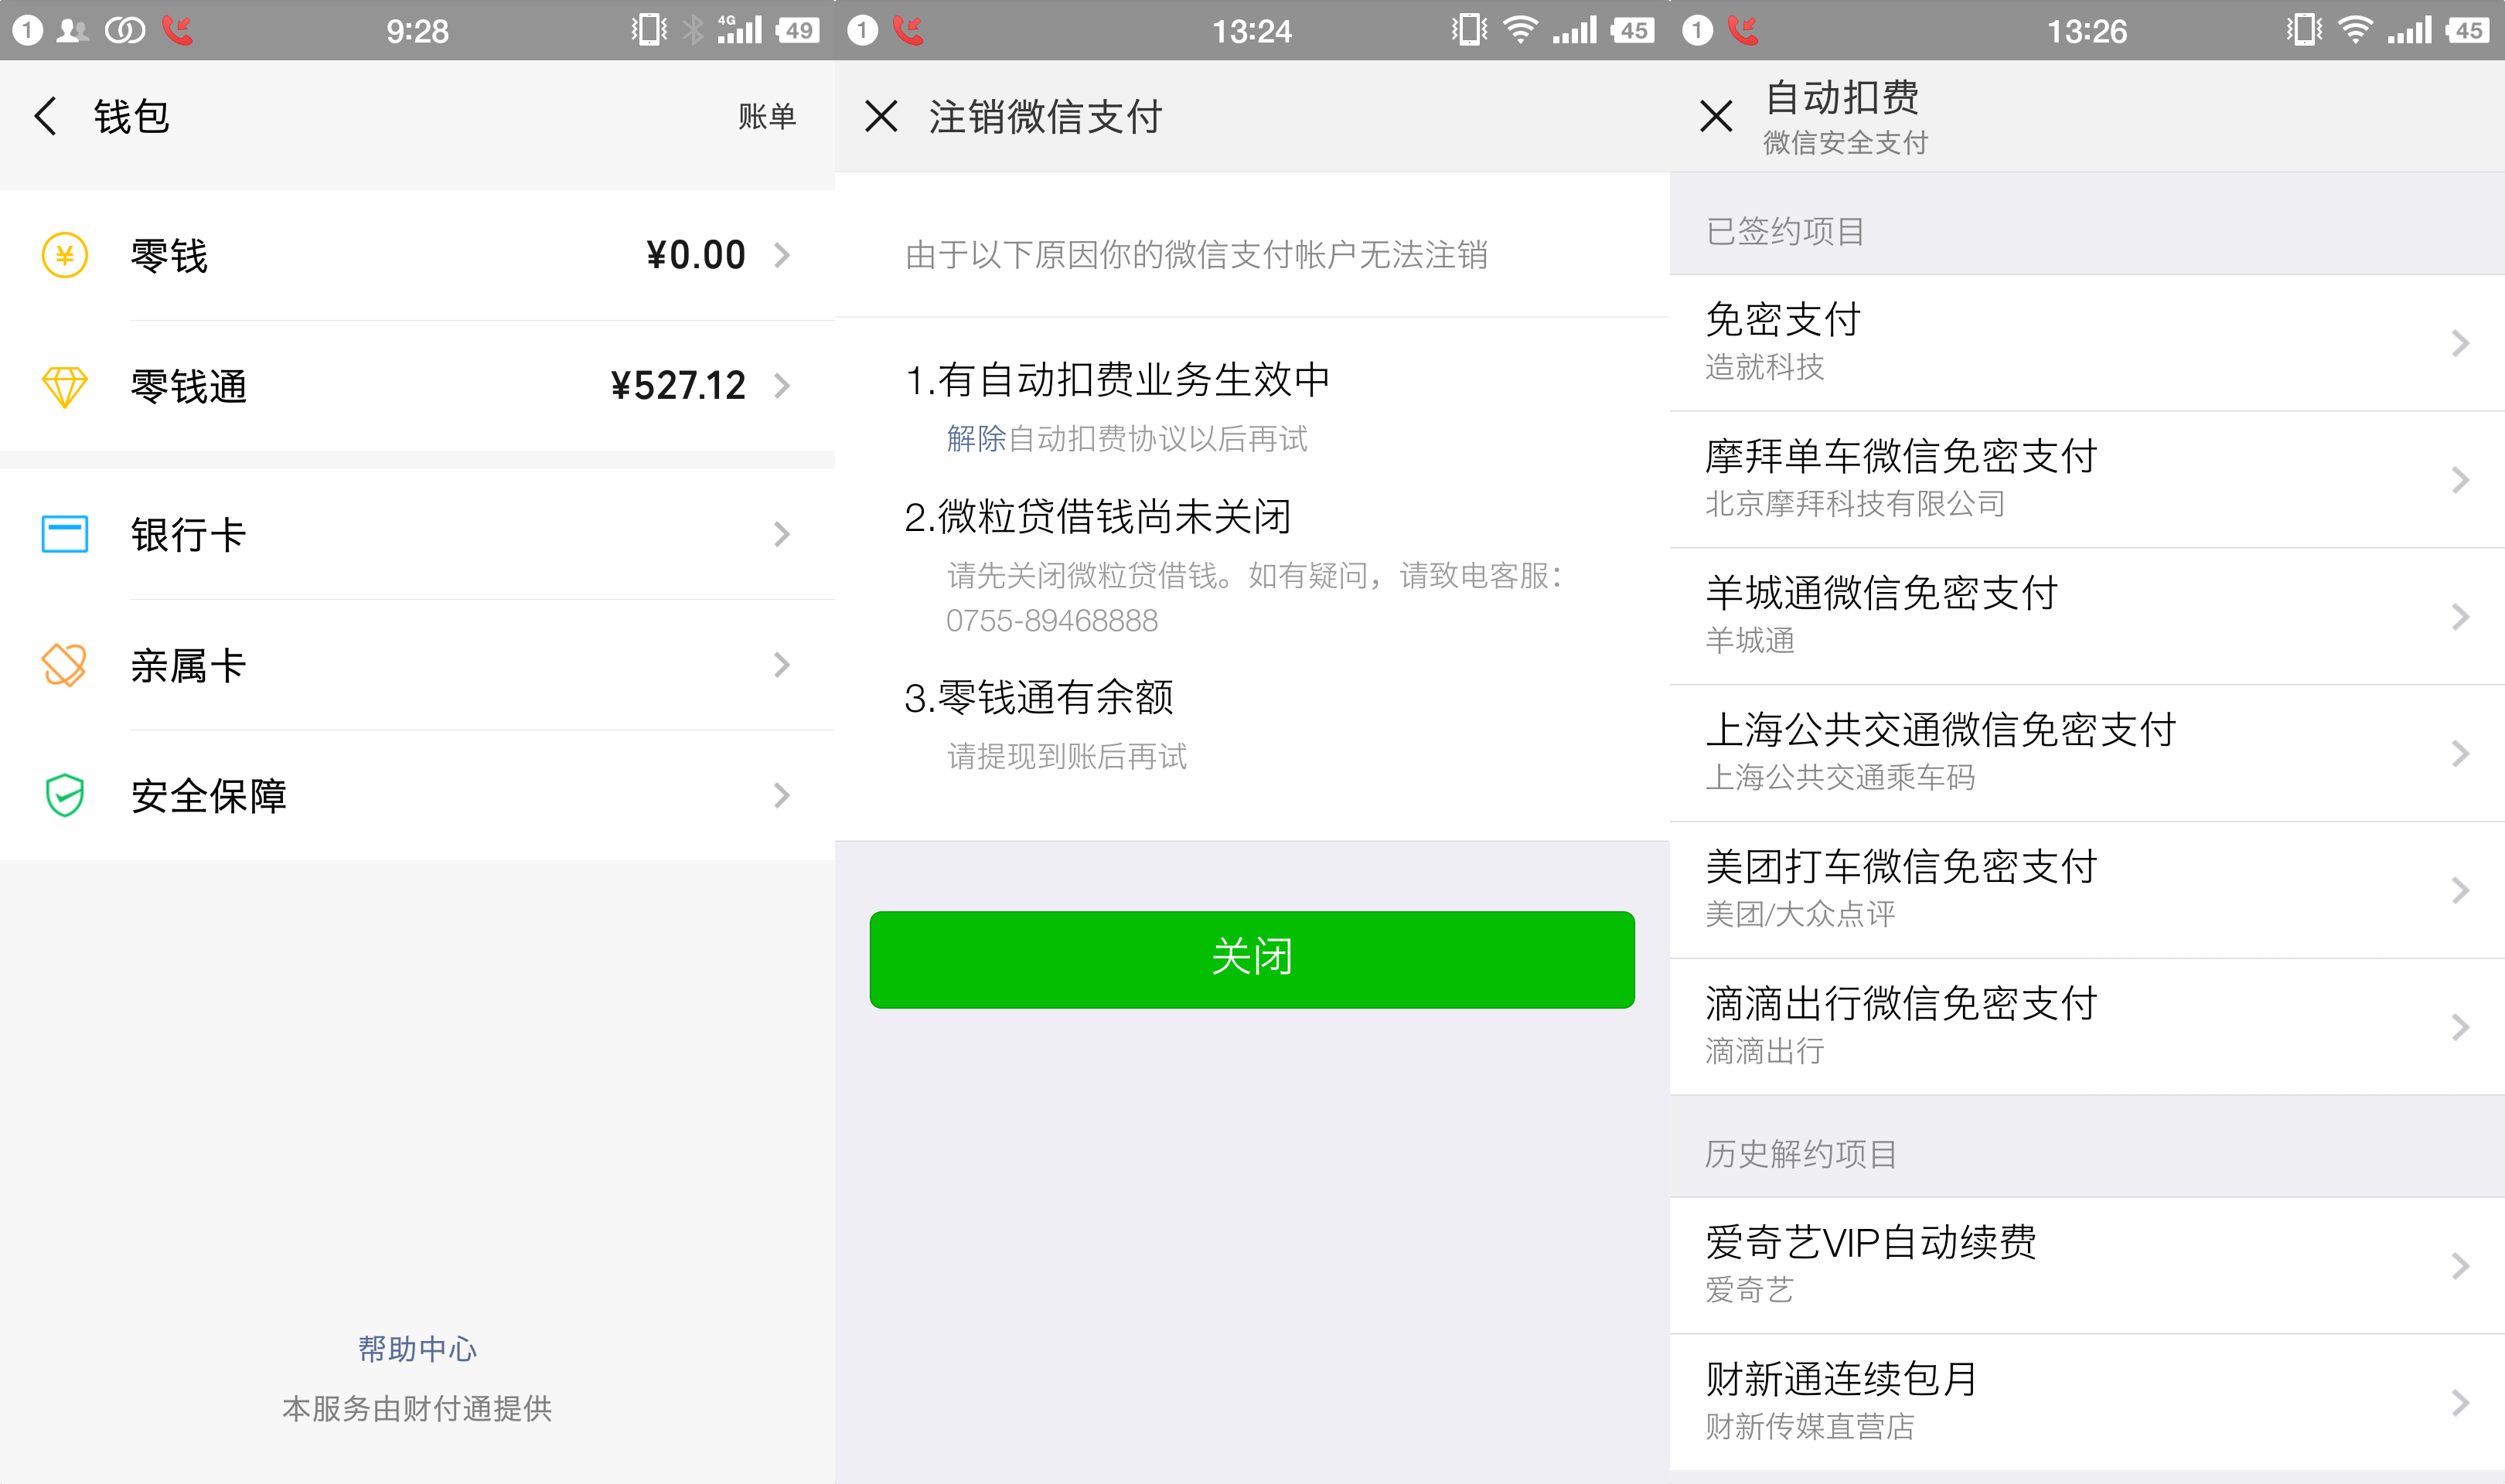 1
9:28
4G
49
钱包
账单
零钱
¥0.00
零钱通
¥527.12
银行卡
亲属卡
安全保障
帮助中心
本服务由财付通提供
1
13:24
45
注销微信支付
由于以下原因你的微信支付帐户无法注销
1.有自动扣费业务生效中
解除自动扣费协议以后再试
2.微粒贷借钱尚未关闭
请先关闭微粒贷借钱。如有疑问，请致电客服：
0755-89468888
3.零钱通有余额
请提现到账后再试
关闭
1
13:26
45
自动扣费
微信安全支付
已签约项目
免密支付
造就科技
摩拜单车微信免密支付
北京摩拜科技有限公司
羊城通微信免密支付
羊城通
上海公共交通微信免密支付
上海公共交通乘车码
美团打车微信免密支付
美团/大众点评
滴滴出行微信免密支付
滴滴出行
历史解约项目
爱奇艺VIP自动续费
爱奇艺
财新通连续包月
财新传媒直营店